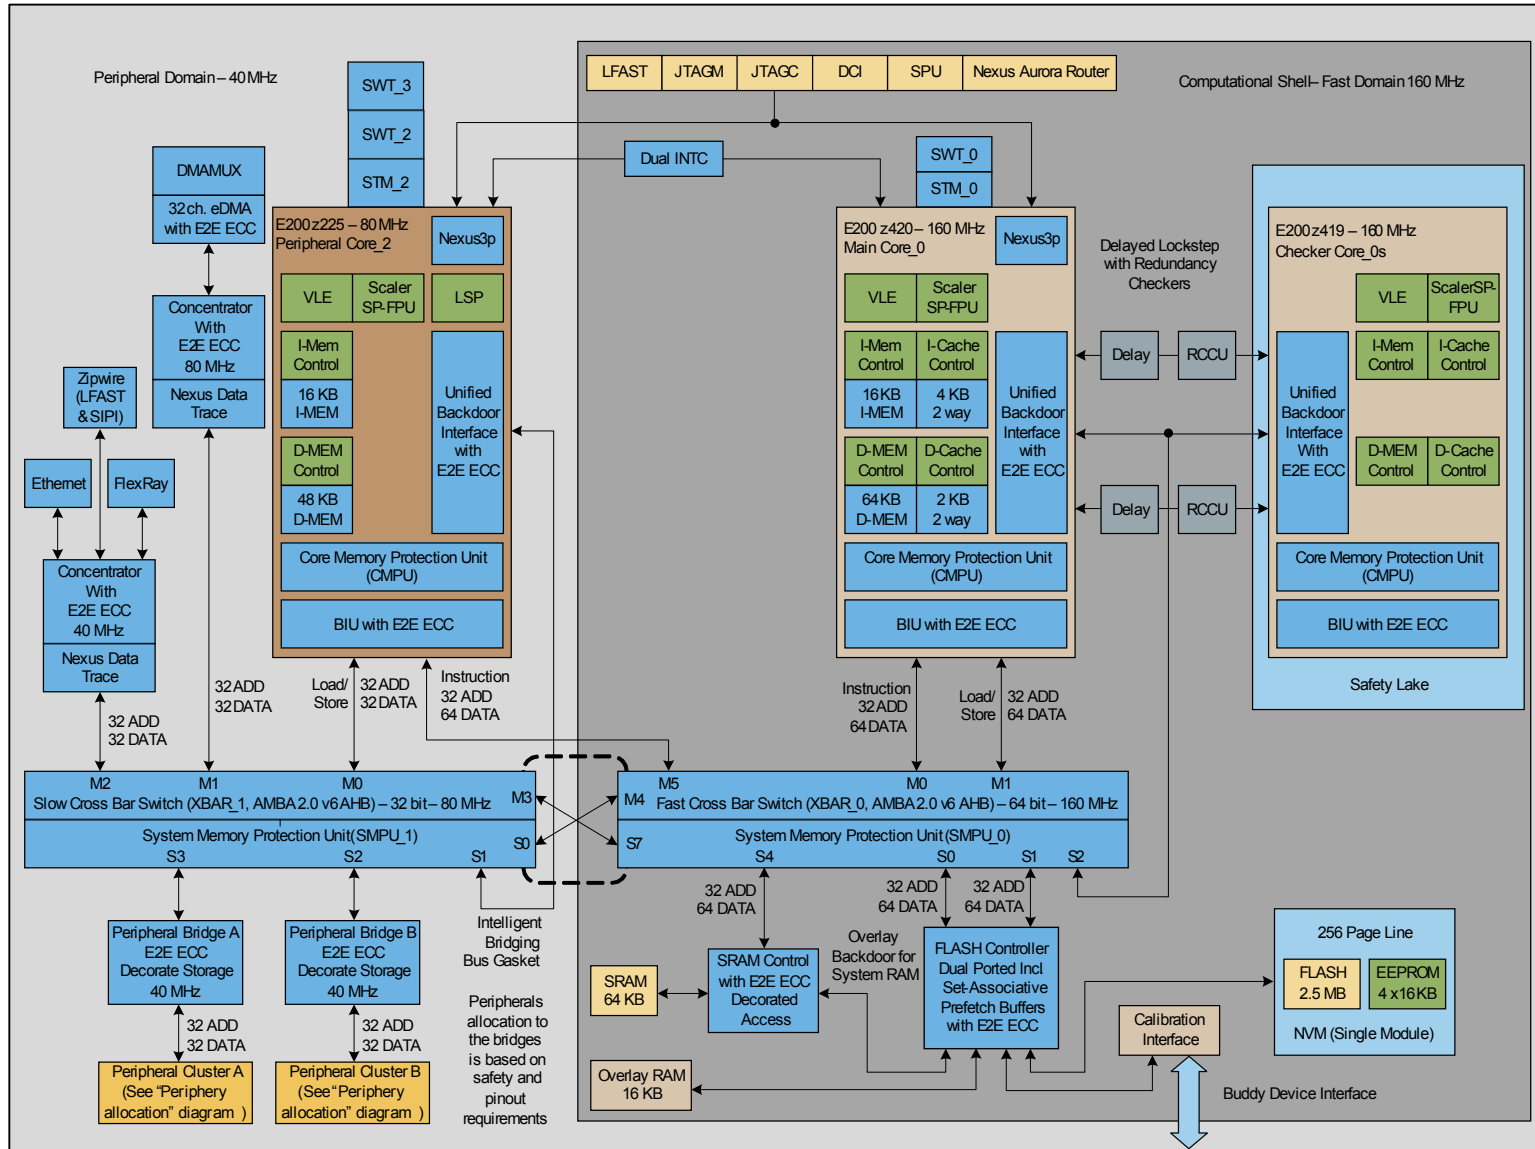 Peripheral Domain – 40 MHz
Computational Shell – Fast Domain 160 MHz
LFAST
JTAGM
JTAGC
DCI
SPU
Nexus Aurora Router
SWT_3
SWT_2
STM_2
Dual INTC
SWT_0
STM_0
DMAMUX
32 ch. eDMA
with E2E ECC
Concentrator
With
E2E ECC
80 MHz
Nexus Data
Trace
Zipwire
(LFAST
& SIPI)
Ethernet
FlexRay
Concentrator
With
E2E ECC
40 MHz
Nexus Data
Trace
E200 z225 – 80 MHz
Peripheral Core_2
Nexus3p
VLE
Scaler
SP-FPU
LSP
I-Mem
Control
16 KB
I-MEM
D-MEM
Control
48 KB
D-MEM
Unified
Backdoor
Interface
with
E2E ECC
Core Memory Protection Unit
(CMPU)
BIU with E2E ECC
E200 z420 – 160 MHz
Main Core_0
Nexus3p
VLE
Scaler
SP-FPU
I-Mem
Control
I-Cache
Control
16 KB
I-MEM
4 KB
2 way
D-MEM
Control
D-Cache
Control
64 KB
D-MEM
2 KB
2 way
Unified
Backdoor
Interface
with
E2E ECC
Core Memory Protection Unit
(CMPU)
BIU with E2E ECC
Delayed Lockstep
with Redundancy
Checkers
Delay
RCCU
Delay
RCCU
E200 z419 – 160 MHz
Checker Core_0s
VLE
ScalerSP-
FPU
I-Mem
Control
I-Cache
Control
D-MEM
Control
D-Cache
Control
Unified
Backdoor
Interface
With
E2E ECC
Core Memory Protection Unit
(CMPU)
BIU with E2E ECC
Safety Lake
32 ADD
32 DATA
32 ADD
32 DATA
Load/
Store
32 ADD
32 DATA
Instruction
32 ADD
64 DATA
Instruction
32 ADD
64 DATA
Load/
Store
32 ADD
64 DATA
M2
M1
M0
M3
Slow Cross Bar Switch (XBAR_1, AMBA 2.0 v6 AHB) – 32 bit – 80 MHz
System Memory Protection Unit (SMPU_1)
S3
S2
S1
S0
M5
M0
M1
M4
Fast Cross Bar Switch (XBAR_0, AMBA 2.0 v6 AHB) – 64 bit – 160 MHz
System Memory Protection Unit (SMPU_0)
S7
S4
S0
S1
S2
Peripheral Bridge A
E2E ECC
Decorate Storage
40 MHz
32 ADD
32 DATA
Peripheral Cluster A
(See “Periphery
allocation” diagram )
Peripheral Bridge B
E2E ECC
Decorate Storage
40 MHz
32 ADD
32 DATA
Peripheral Cluster B
(See “Periphery
allocation” diagram )
Intelligent
Bridging
Bus Gasket
Peripherals
allocation to
the bridges
is based on
safety and
pinout
requirements
32 ADD
64 DATA
32 ADD
64 DATA
32 ADD
64 DATA
SRAM
64 KB
SRAM Control
with E2E ECC
Decorated
Access
Overlay
Backdoor for
System RAM
FLASH Controller
Dual Ported Incl
Set-Associative
Prefetch Buffers
with E2E ECC
Overlay RAM
16 KB
Calibration
Interface
Buddy Device Interface
256 Page Line
FLASH
2.5 MB
EEPROM
4 x 16 KB
NVM (Single Module)